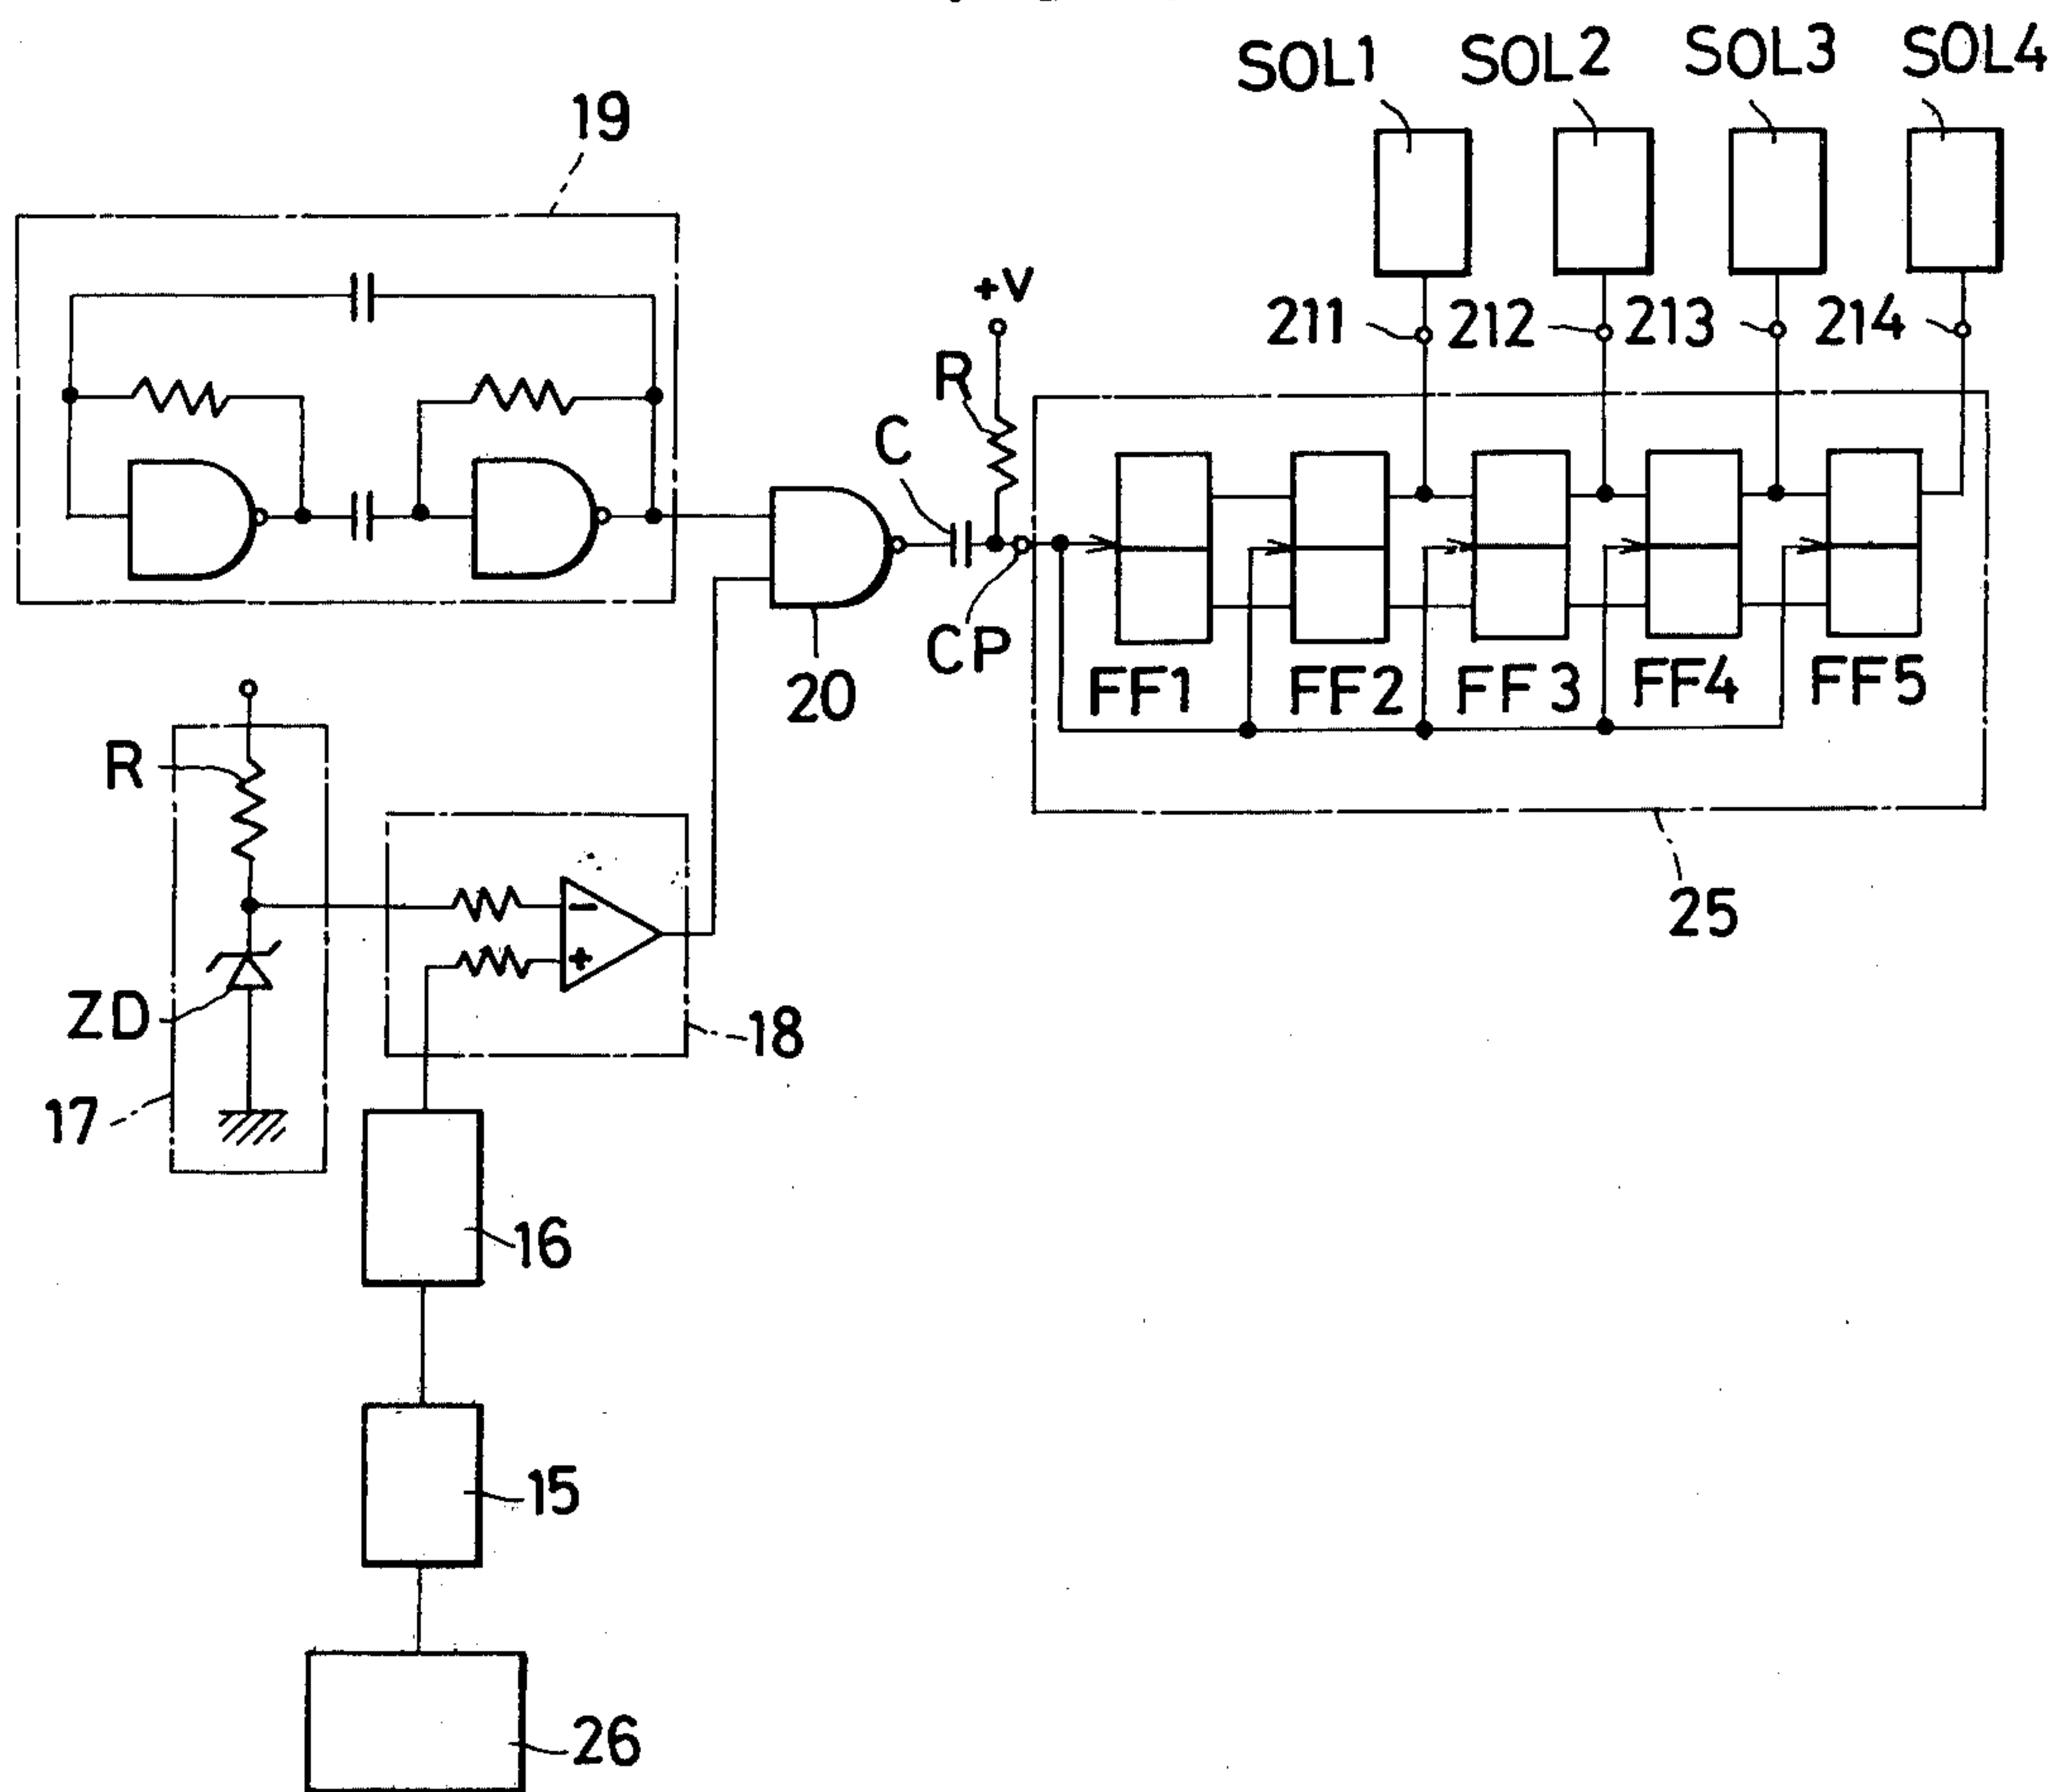 SOL1 SOL2 SOL3 SOL4
19
+V
211 212 213 214
R
C
CP
20
FF1 FF2 FF3 FF4 FF5
R
25
- +
ZD
18
17
16
15
26